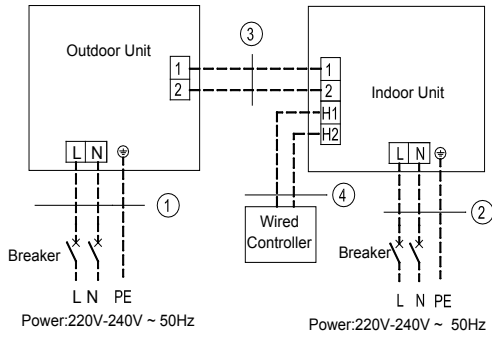 Outdoor Unit
1
2
L N
3
1
2
H1
H2
Indoor Unit
L N
1
Breaker
L N PE
Power:220V-240V ~ 50Hz
4
Wired
Controller
2
Breaker
L N PE
Power:220V-240V ~ 50Hz